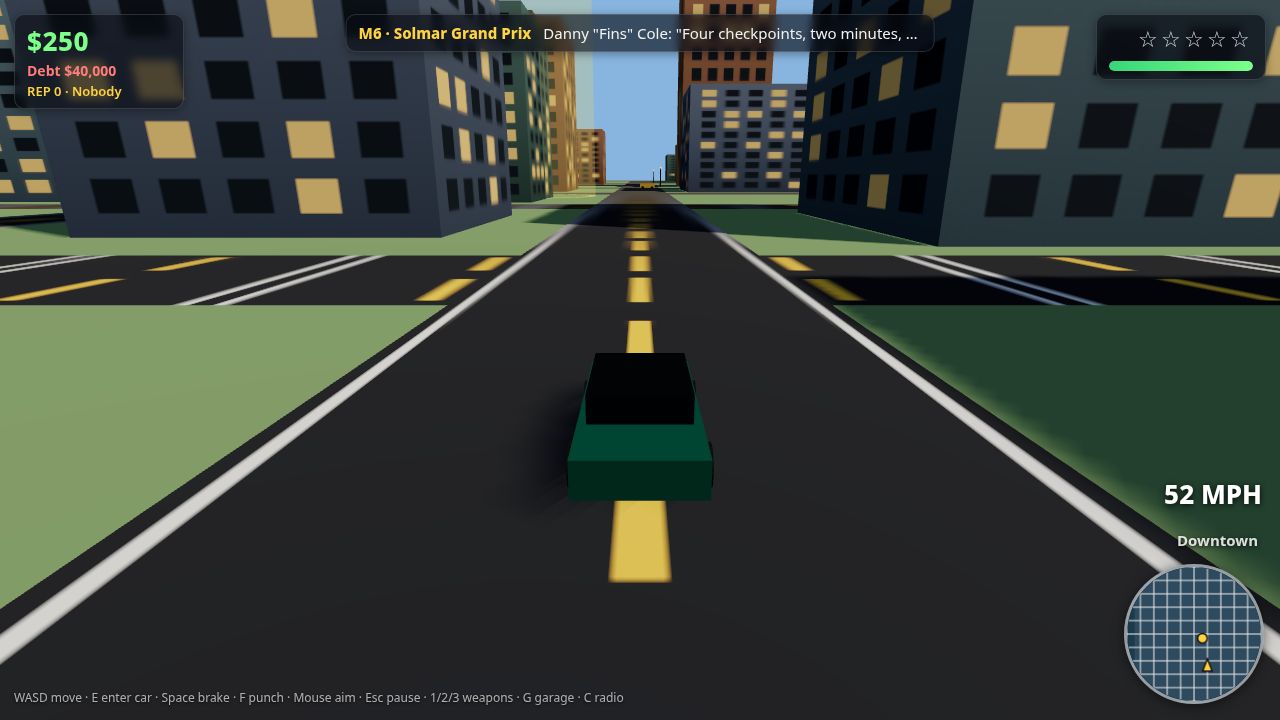 $250
Debt $40,000
REP 0 · Nobody
M6 · Solmar Grand Prix Danny "Fins" Cole: "Four checkpoints, two minutes, ...
☆☆☆☆☆
52 MPH
Downtown
WASD move · E enter car · Space brake · F punch · Mouse aim · Esc pause · 1/2/3 weapons · G garage · C radio